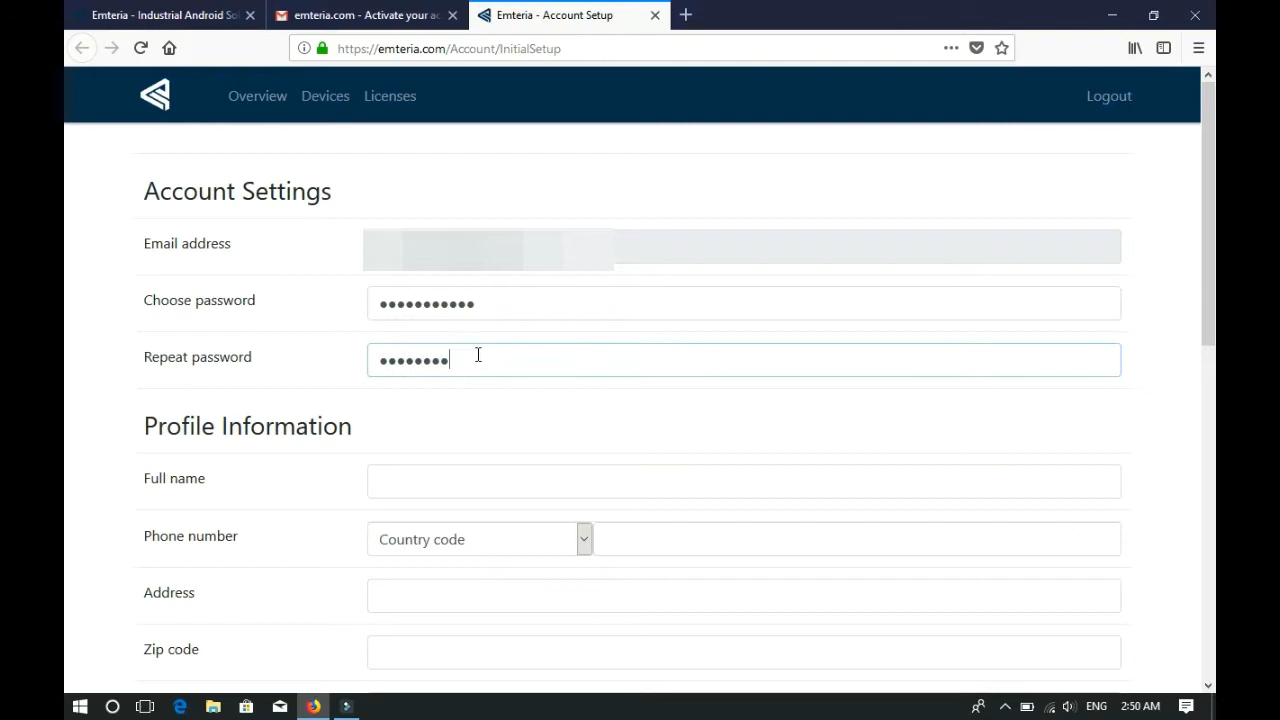 Emteria - Industrial Android Sol
emteria.com - Activate your ac
Emteria - Account Setup
https://emteria.com/Account/InitialSetup
Overview Devices Licenses Logout
Account Settings
Email address
Choose password
Repeat password
Profile Information
Full name
Phone number Country code
Address
Zip code
ENG 2:50 AM